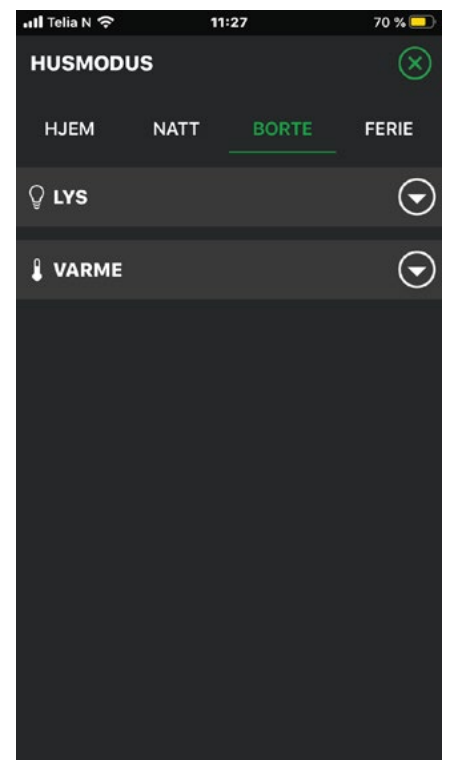 Telia N 11:27 70 %
HUSMODUS
HJEM NATT BORTE FERIE
LYS
VARME